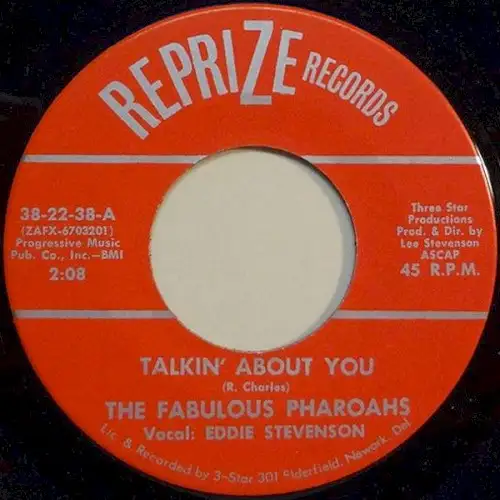 REPRIZE RECORDS
38-22-38-A
(ZAFX-6703201)
Progressive Music
Pub. Co., Inc.—BMI
2:08
Three Star
Productions
Prod. & Dir. by
Lee Stevenson
ASCAP
45 R.P.M.
TALKIN' ABOUT YOU
(R. Charles)
THE FABULOUS PHAROAHS
Vocal: EDDIE STEVENSON
Lic. & Recorded by 3-Star 301 Elderfield, Newark, Del